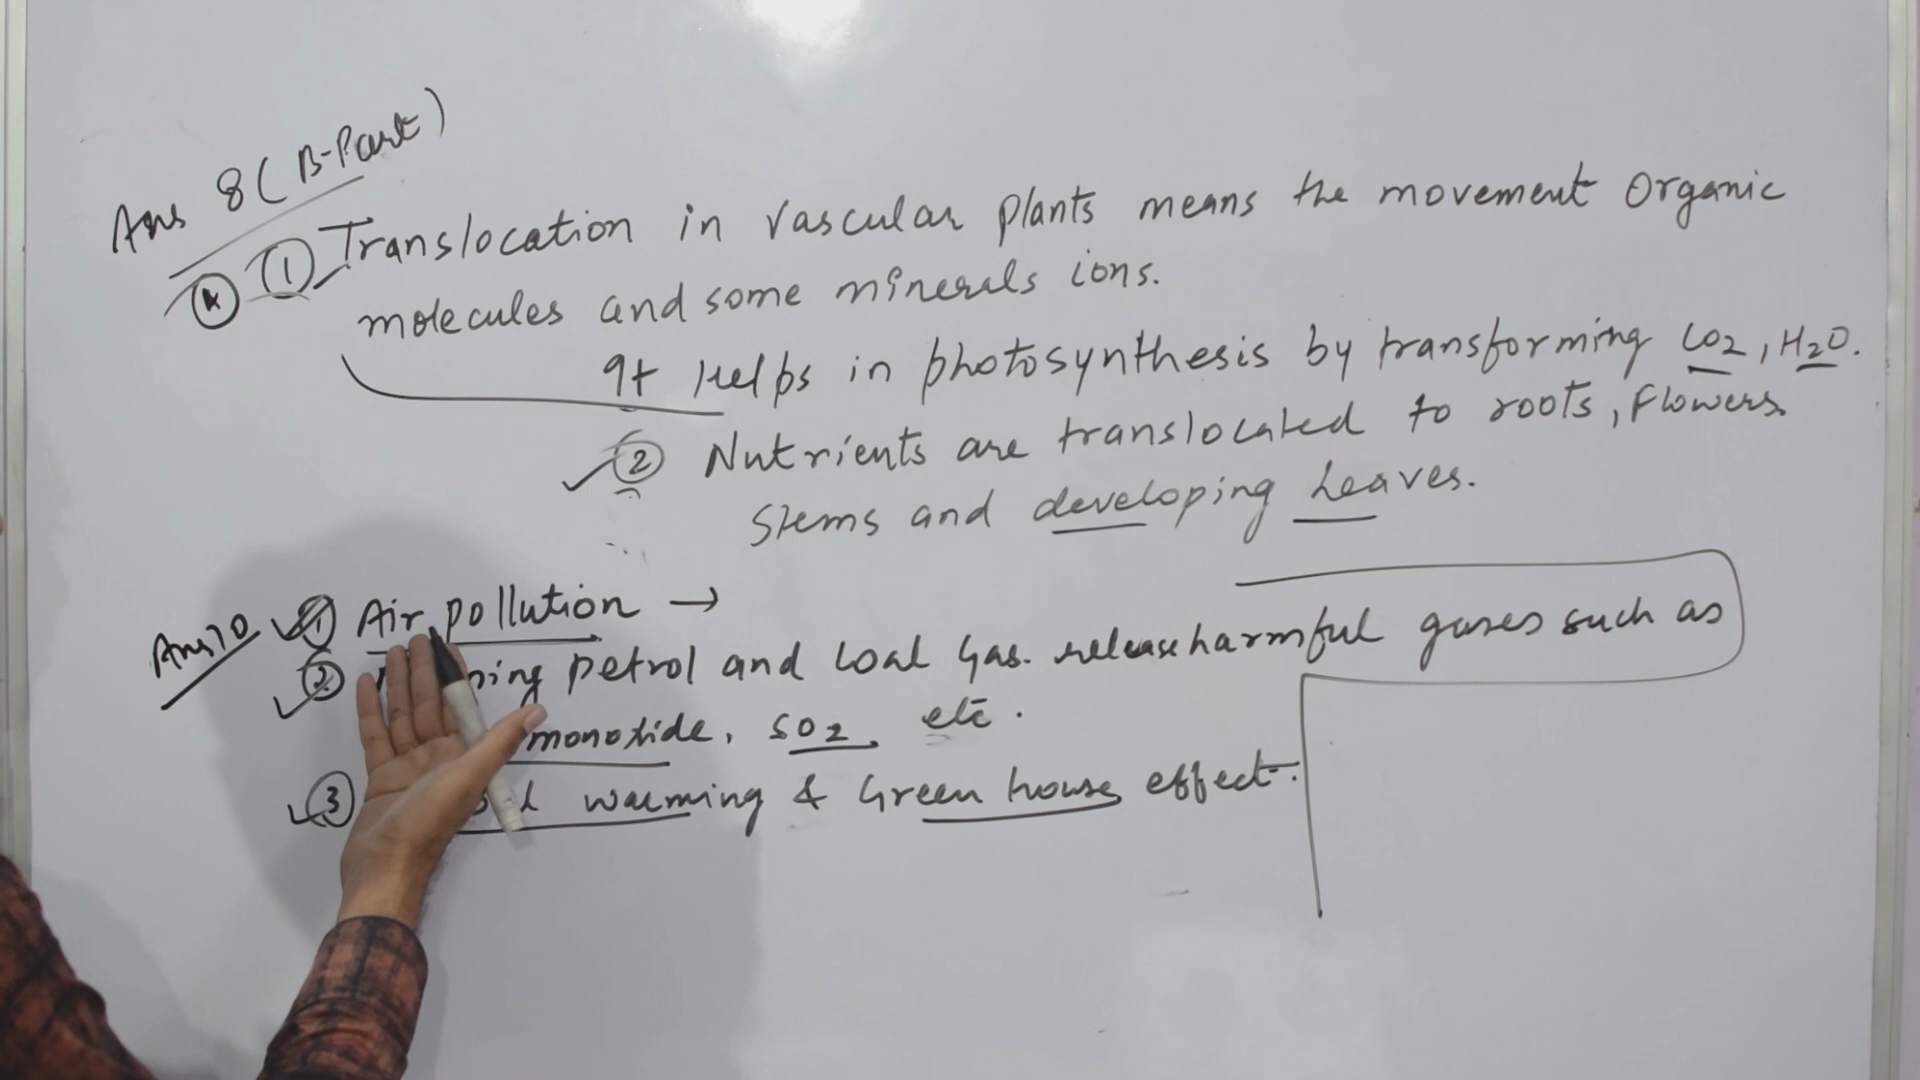 Ans 8 (B-Part)
① Translocation in vascular plants means the movement organic
molecules and some minerals ions.
It Helps in photosynthesis by transforming CO2, H2O.
② Nutrients are translocated to roots, Flowers
Stems and developing Leaves.
Ans 10 ① Air pollution →
② petrol and Coal Gas. release harmful gases such as
monoxide, SO2, etc.
③ warming & Green house effect.